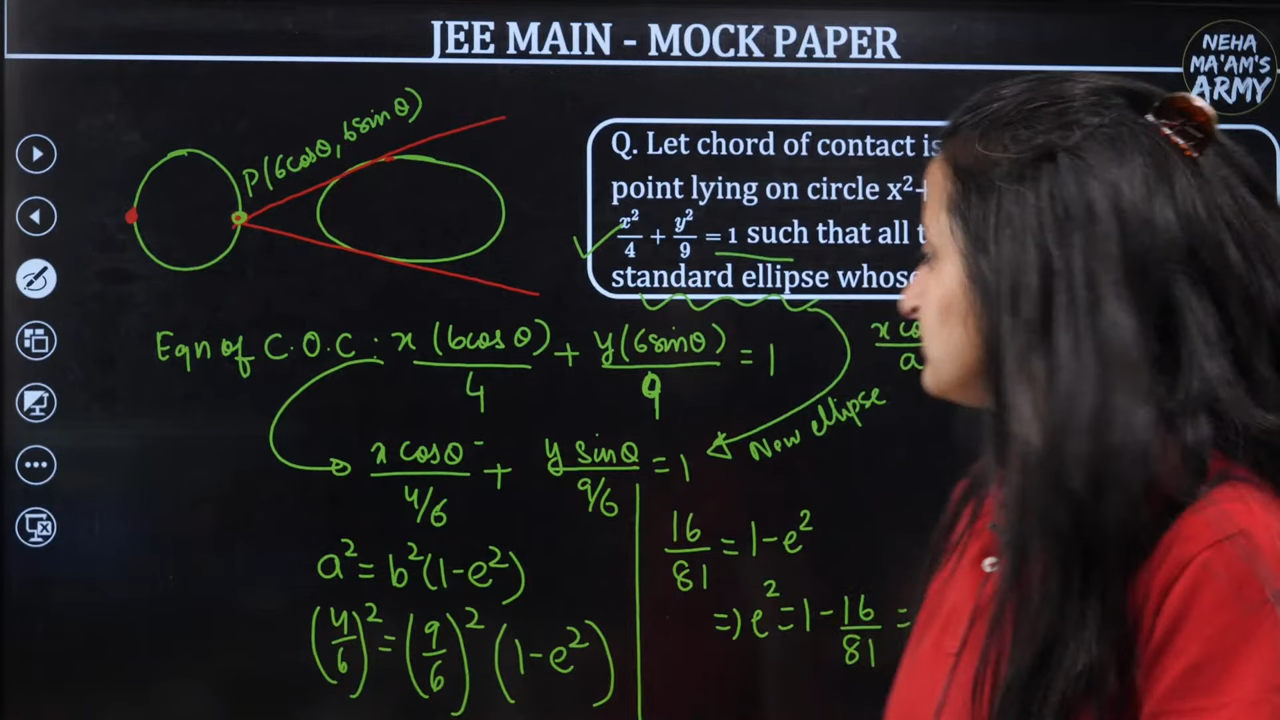 JEE MAIN - MOCK PAPER
NEHA
MA'AM'S
ARMY
P(6cosθ, 6sinθ)
Q. Let chord of contact is
point lying on circle x²+
x²/4 + y²/9 = 1 such that all
standard ellipse whose
Eqn of C.O.C: x(6cosθ)/4 + y(6sinθ)/9 = 1
x cosθ/4/6 + y sinθ/9/6 = 1
New ellipse
a² = b²(1-e²)
(4/6)² = (9/6)² (1-e²)
16/81 = 1-e²
⇒ e² = 1 - 16/81 =